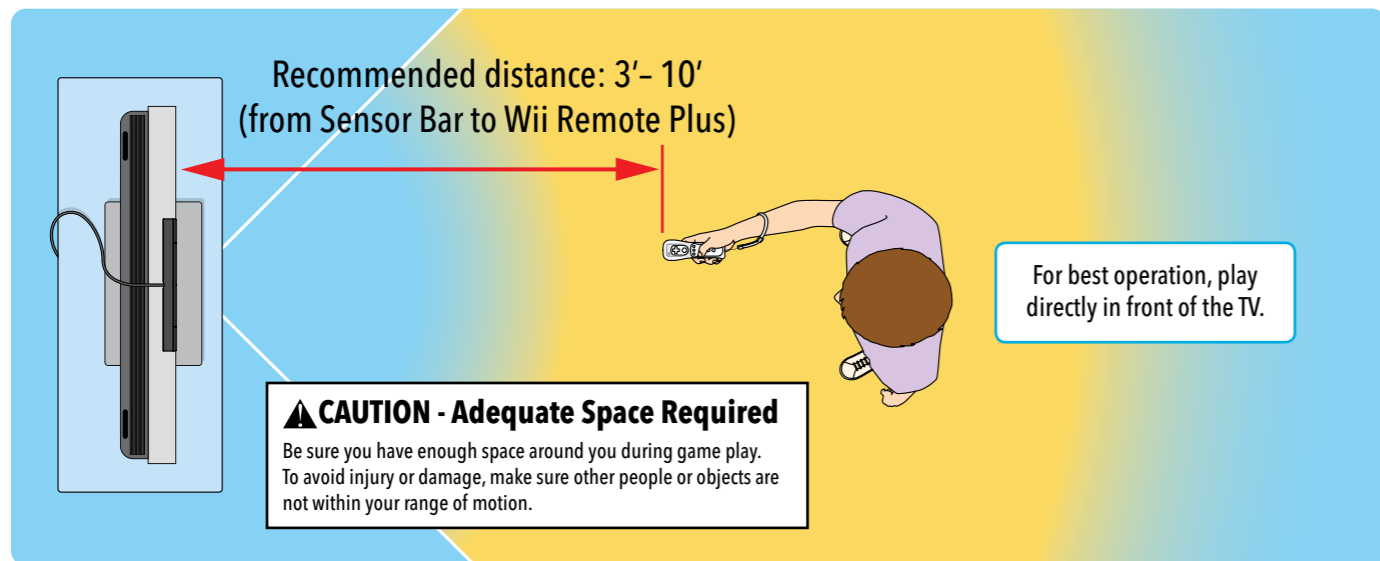 Recommended distance: 3’– 10’
(from Sensor Bar to Wii Remote Plus)
For best operation, play
directly in front of the TV.
CAUTION - Adequate Space Required
Be sure you have enough space around you during game play.
To avoid injury or damage, make sure other people or objects are
not within your range of motion.